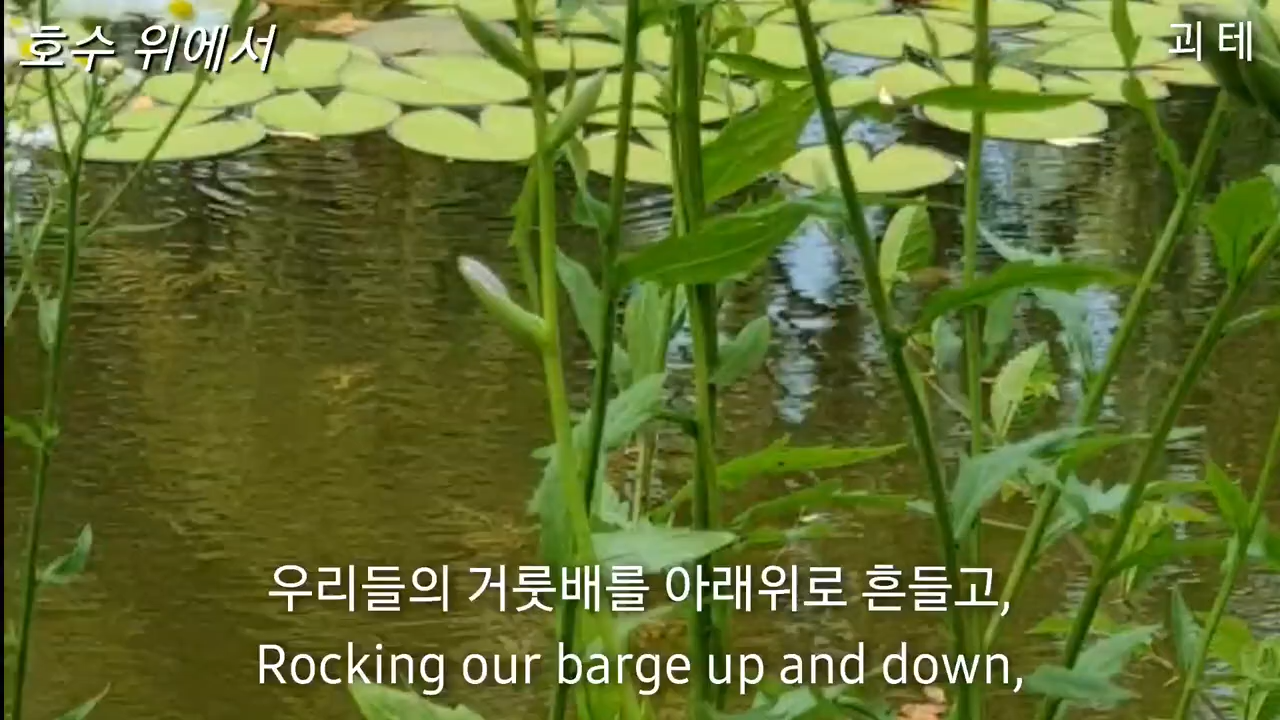 호수 위에서
괴 테
우리들의 거룻배를 아래위로 흔들고,
Rocking our barge up and down,